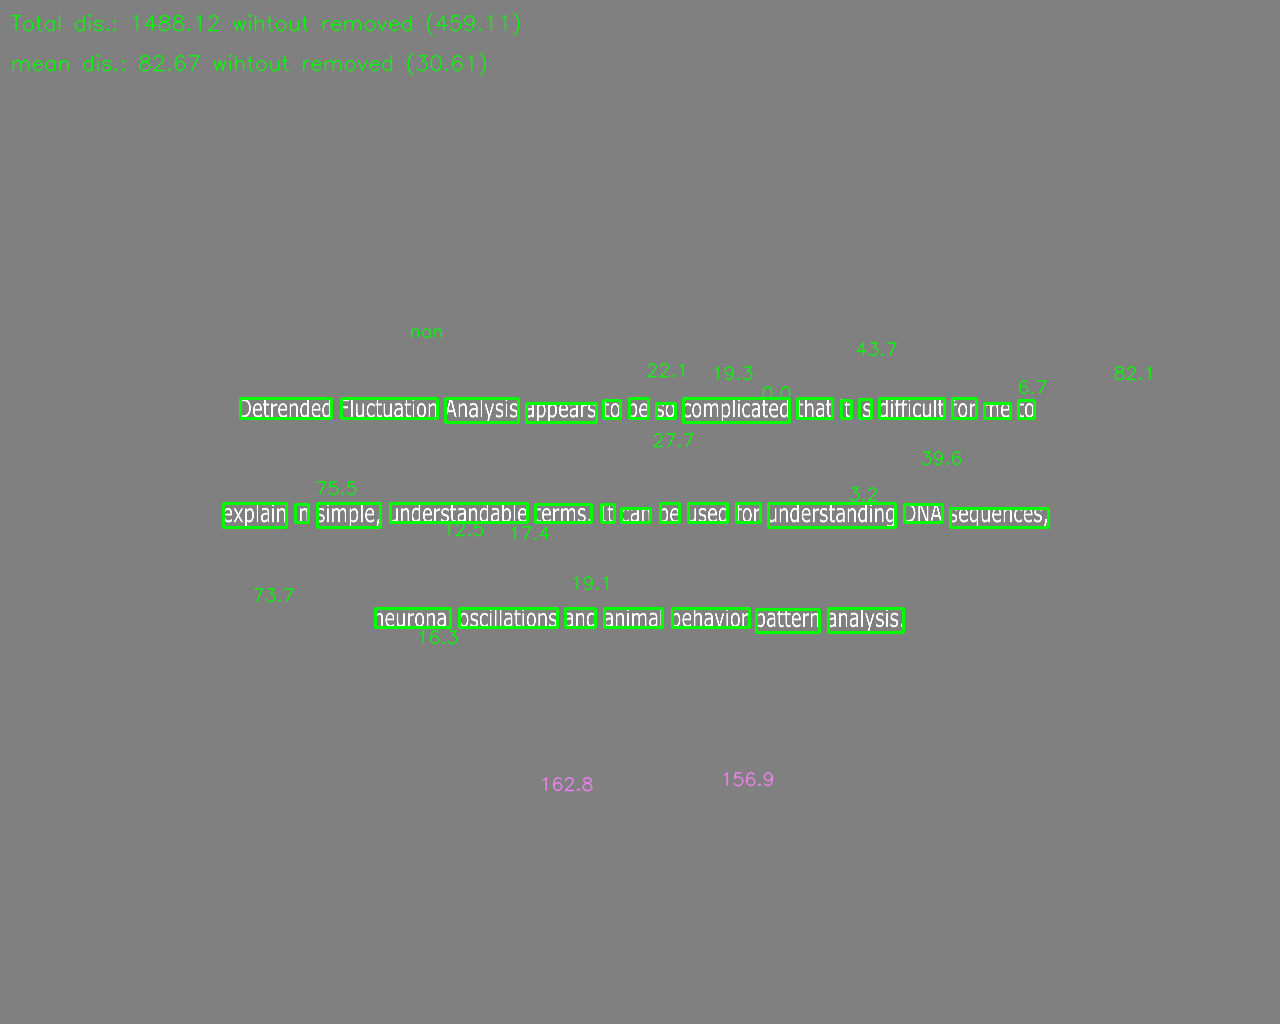 Total dis.: 1488.12 wihtout removed (459.11)
mean dis.: 82.67 wihtout removed (30.61)
nan
43.7
22.1 19.3 82.1
0.0 6.7
Detrended Fluctuation Analysis appears to be so complicated that it is difficult for me to
27.7
39.6
75.5 3.2
explain in simple, understandable terms. It can be used for understanding DNA sequences,
12.5 17.4
19.1
73.7
neuronal oscillations and animal behavior pattern analysis.
16.3
162.8 156.9